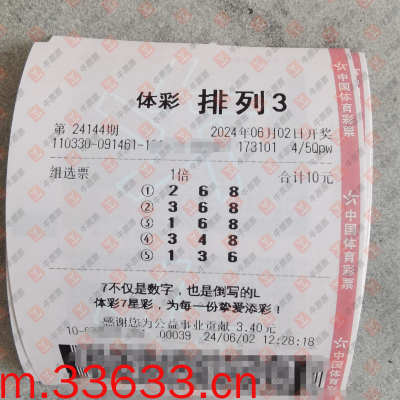 体彩 排列3
第 24144期 2024年06月02日开奖
110330-091461-1 173101 4/5Qpw
组选票 1倍 合计10元
① 2 6 8
② 3 6 8
③ 1 6 8
④ 3 4 8
⑤ 1 3 6
7不仅是数字，也是倒写的L
体彩7星彩，为每一份挚爱添彩！
感谢您为公益事业贡献 3.40元
00039 24/06/02 12:28:18
中国体育彩票
中国体育彩票
m.33633.cn